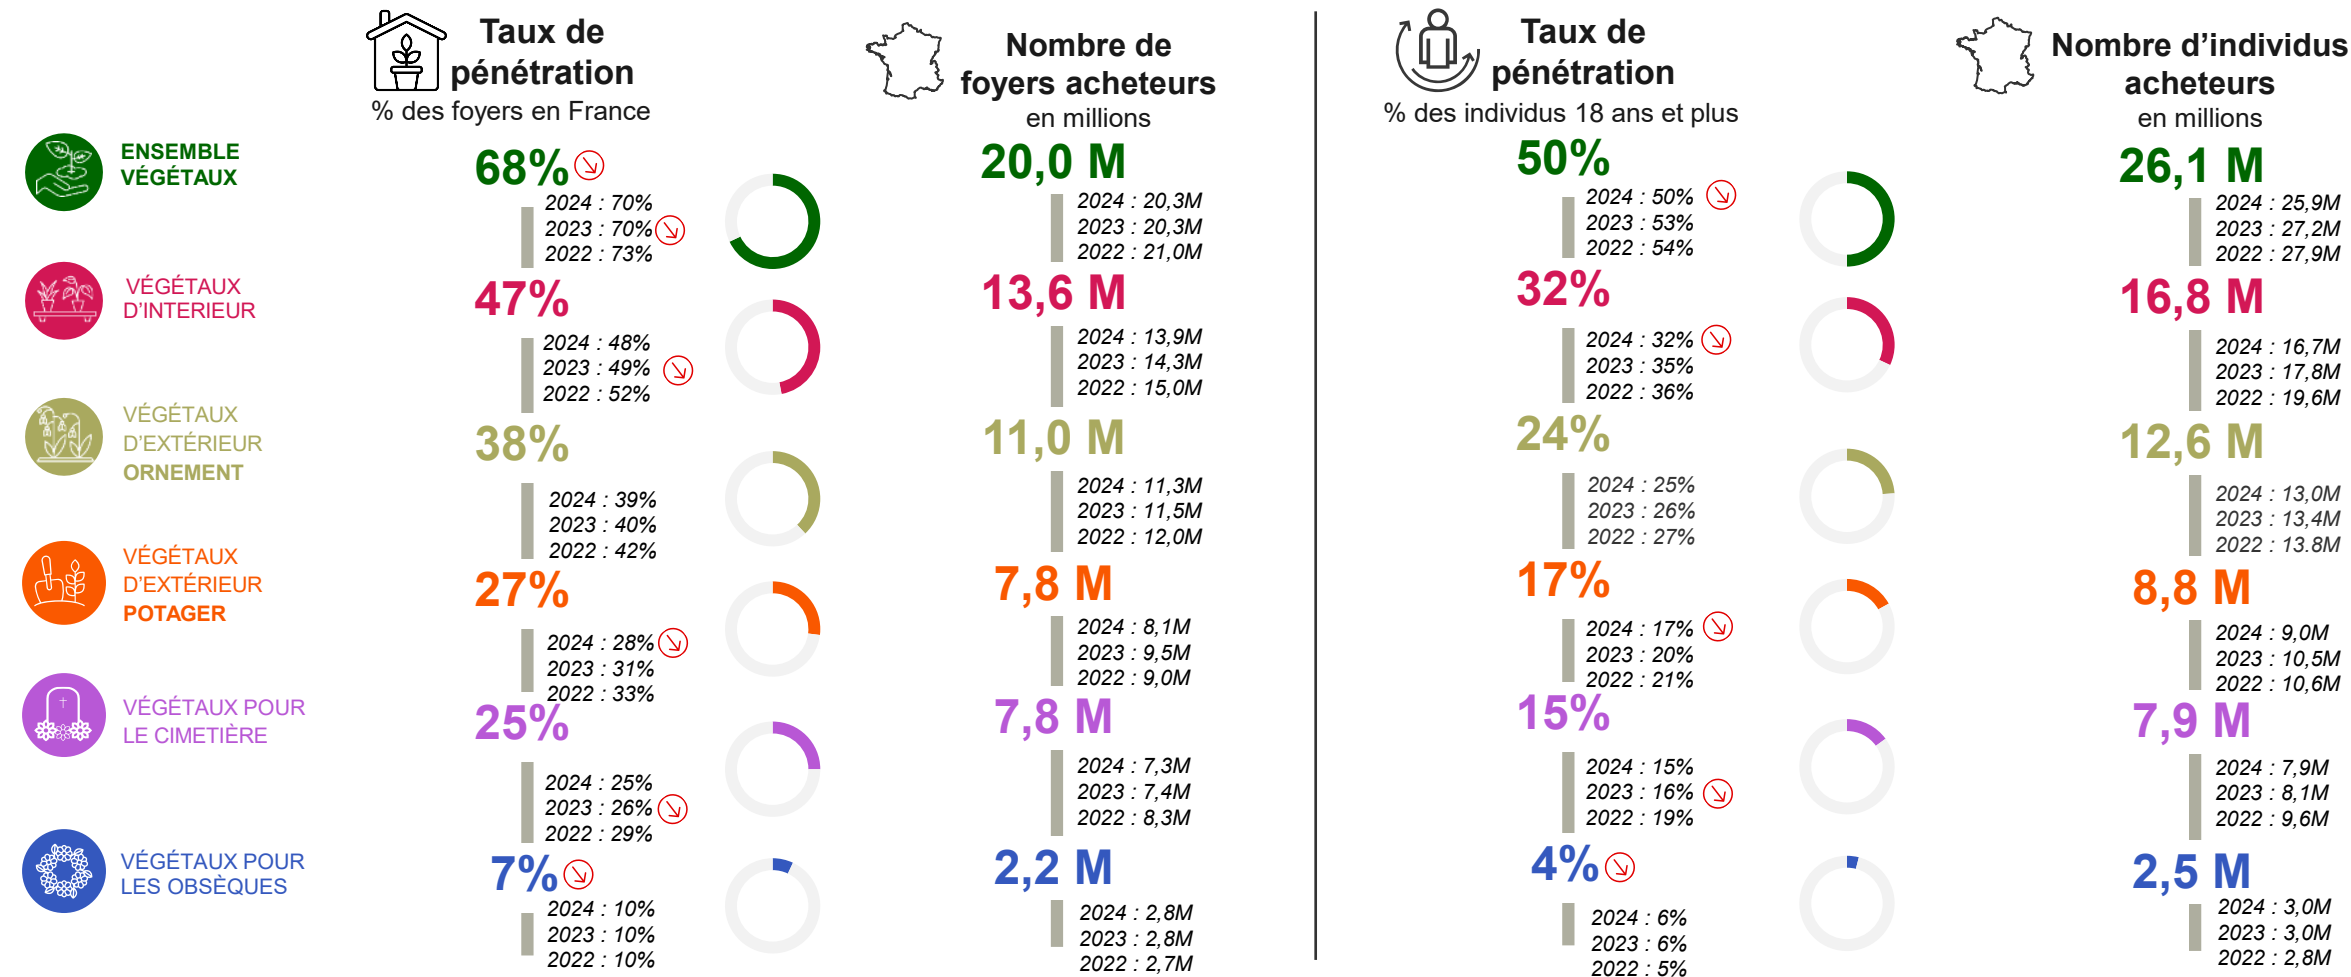 Taux de
pénétration
% des foyers en France
Nombre de
foyers acheteurs
en millions
Taux de
pénétration
% des individus 18 ans et plus
Nombre d’individus
acheteurs
en millions
ENSEMBLE
VÉGÉTAUX
68%
2024 : 70%
2023 : 70%
2022 : 73%
20,0 M
2024 : 20,3M
2023 : 20,3M
2022 : 21,0M
50%
2024 : 50%
2023 : 53%
2022 : 54%
26,1 M
2024 : 25,9M
2023 : 27,2M
2022 : 27,9M
VÉGÉTAUX
D’INTERIEUR
47%
2024 : 48%
2023 : 49%
2022 : 52%
13,6 M
2024 : 13,9M
2023 : 14,3M
2022 : 15,0M
32%
2024 : 32%
2023 : 35%
2022 : 36%
16,8 M
2024 : 16,7M
2023 : 17,8M
2022 : 19,6M
VÉGÉTAUX
D’EXTÉRIEUR
ORNEMENT
38%
2024 : 39%
2023 : 40%
2022 : 42%
11,0 M
2024 : 11,3M
2023 : 11,5M
2022 : 12,0M
24%
2024 : 25%
2023 : 26%
2022 : 27%
12,6 M
2024 : 13,0M
2023 : 13,4M
2022 : 13.8M
VÉGÉTAUX
D’EXTÉRIEUR
POTAGER
27%
2024 : 28%
2023 : 31%
2022 : 33%
7,8 M
2024 : 8,1M
2023 : 9,5M
2022 : 9,0M
17%
2024 : 17%
2023 : 20%
2022 : 21%
8,8 M
2024 : 9,0M
2023 : 10,5M
2022 : 10,6M
VÉGÉTAUX POUR
LE CIMETIÈRE
25%
2024 : 25%
2023 : 26%
2022 : 29%
7,8 M
2024 : 7,3M
2023 : 7,4M
2022 : 8,3M
15%
2024 : 15%
2023 : 16%
2022 : 19%
7,9 M
2024 : 7,9M
2023 : 8,1M
2022 : 9,6M
VÉGÉTAUX POUR
LES OBSÈQUES
7%
2024 : 10%
2023 : 10%
2022 : 10%
2,2 M
2024 : 2,8M
2023 : 2,8M
2022 : 2,7M
4%
2024 : 6%
2023 : 6%
2022 : 5%
2,5 M
2024 : 3,0M
2023 : 3,0M
2022 : 2,8M